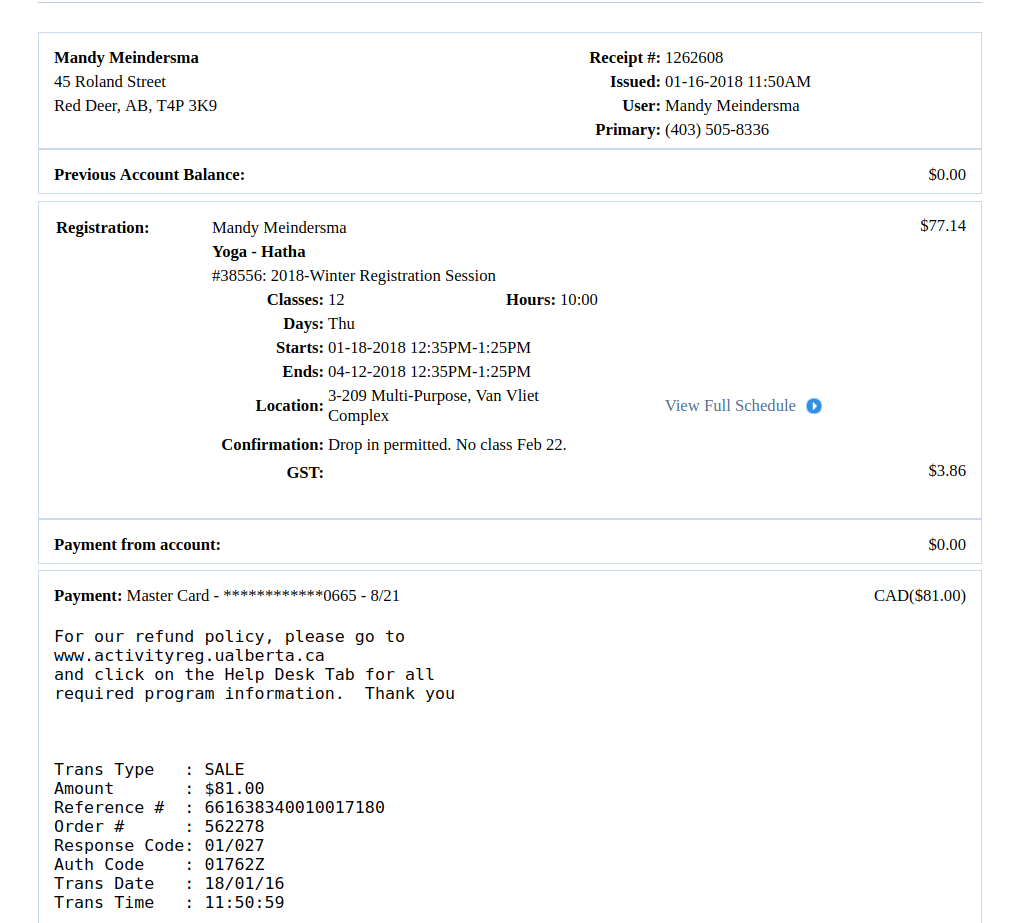 Mandy Meindersma
45 Roland Street
Red Deer, AB, T4P 3K9
Receipt #: 1262608
Issued: 01-16-2018 11:50AM
User: Mandy Meindersma
Primary: (403) 505-8336
Previous Account Balance: $0.00
Registration: Mandy Meindersma $77.14
Yoga - Hatha
#38556: 2018-Winter Registration Session
Classes: 12 Hours: 10:00
Days: Thu
Starts: 01-18-2018 12:35PM-1:25PM
Ends: 04-12-2018 12:35PM-1:25PM
Location: 3-209 Multi-Purpose, Van Vliet
Complex
View Full Schedule
Confirmation: Drop in permitted. No class Feb 22.
GST: $3.86
Payment from account: $0.00
Payment: Master Card - ************0665 - 8/21 CAD($81.00)
For our refund policy, please go to
www.activityreg.ualberta.ca
and click on the Help Desk Tab for all
required program information.  Thank you
Trans Type   : SALE
Amount       : $81.00
Reference #  : 661638340010017180
Order #      : 562278
Response Code: 01/027
Auth Code    : 01762Z
Trans Date   : 18/01/16
Trans Time   : 11:50:59